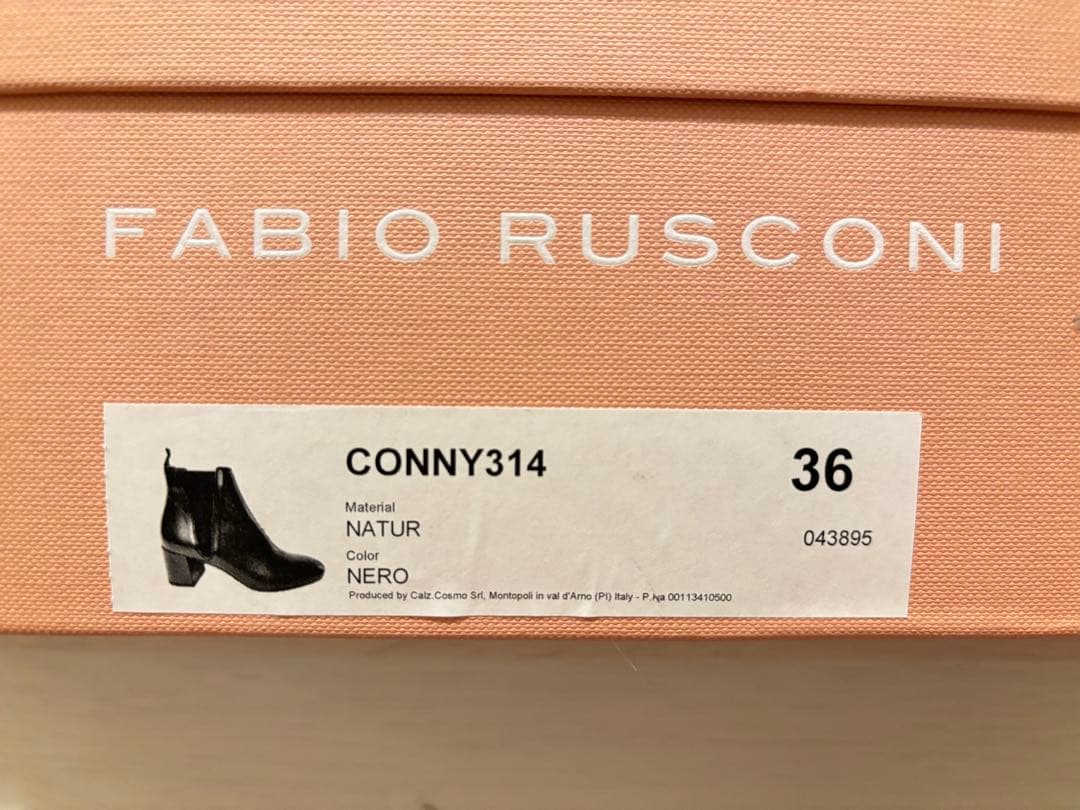 FABIO RUSCONI
CONNY314
36
Material
NATUR
043895
Color
NERO
Produced by Calz.Cosmo Srl, Montopoli in val d'Arno (PI) Italy - P.Iva 00113410500